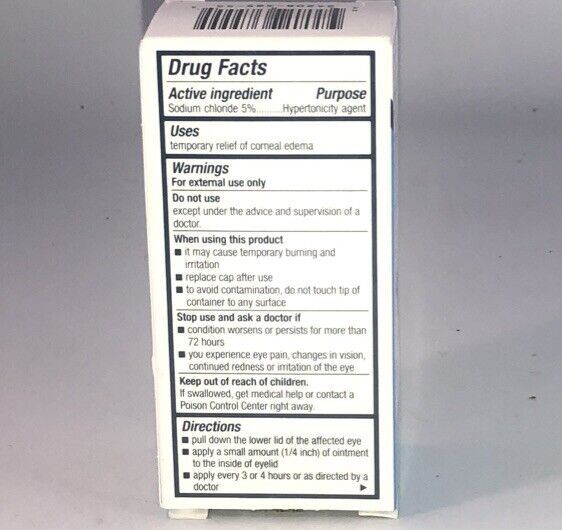 Drug Facts
Active ingredient Purpose
Sodium chloride 5%..........Hypertonicity agent
Uses
temporary relief of corneal edema
Warnings
For external use only
Do not use
except under the advice and supervision of a
doctor.
When using this product
■ it may cause temporary burning and
irritation
■ replace cap after use
■ to avoid contamination, do not touch tip of
container to any surface
Stop use and ask a doctor if
■ condition worsens or persists for more than
72 hours
■ you experience eye pain, changes in vision,
continued redness or irritation of the eye
Keep out of reach of children.
If swallowed, get medical help or contact a
Poison Control Center right away.
Directions
■ pull down the lower lid of the affected eye
■ apply a small amount (1/4 inch) of ointment
to the inside of eyelid
■ apply every 3 or 4 hours or as directed by a
doctor ►